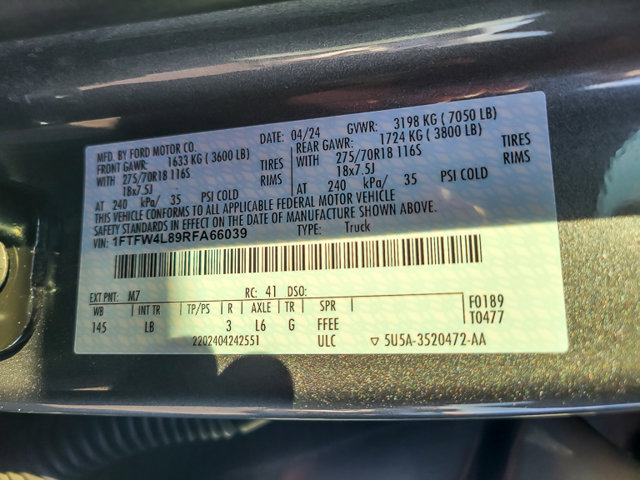 MFD. BY FORD MOTOR CO. DATE: 04/24 GVWR: 3198 KG ( 7050 LB)
FRONT GAWR: 1633 KG ( 3600 LB) REAR GAWR: 1724 KG ( 3800 LB)
WITH 275/70R18 116S TIRES WITH 275/70R18 116S TIRES
18x7.5J RIMS 18x7.5J RIMS
AT 240 kPa/ 35 PSI COLD AT 240 kPa/ 35 PSI COLD
THIS VEHICLE CONFORMS TO ALL APPLICABLE FEDERAL MOTOR VEHICLE
SAFETY STANDARDS IN EFFECT ON THE DATE OF MANUFACTURE SHOWN ABOVE.
VIN: 1FTFW4L89RFA66039 TYPE: Truck
EXT PNT: M7 RC: 41 DSO:
WB INT TR TP/PS R AXLE TR SPR F0189
145 LB 3 L6 G FFEE T0477
2202404242551 ULC ▽ 5U5A-3520472-AA